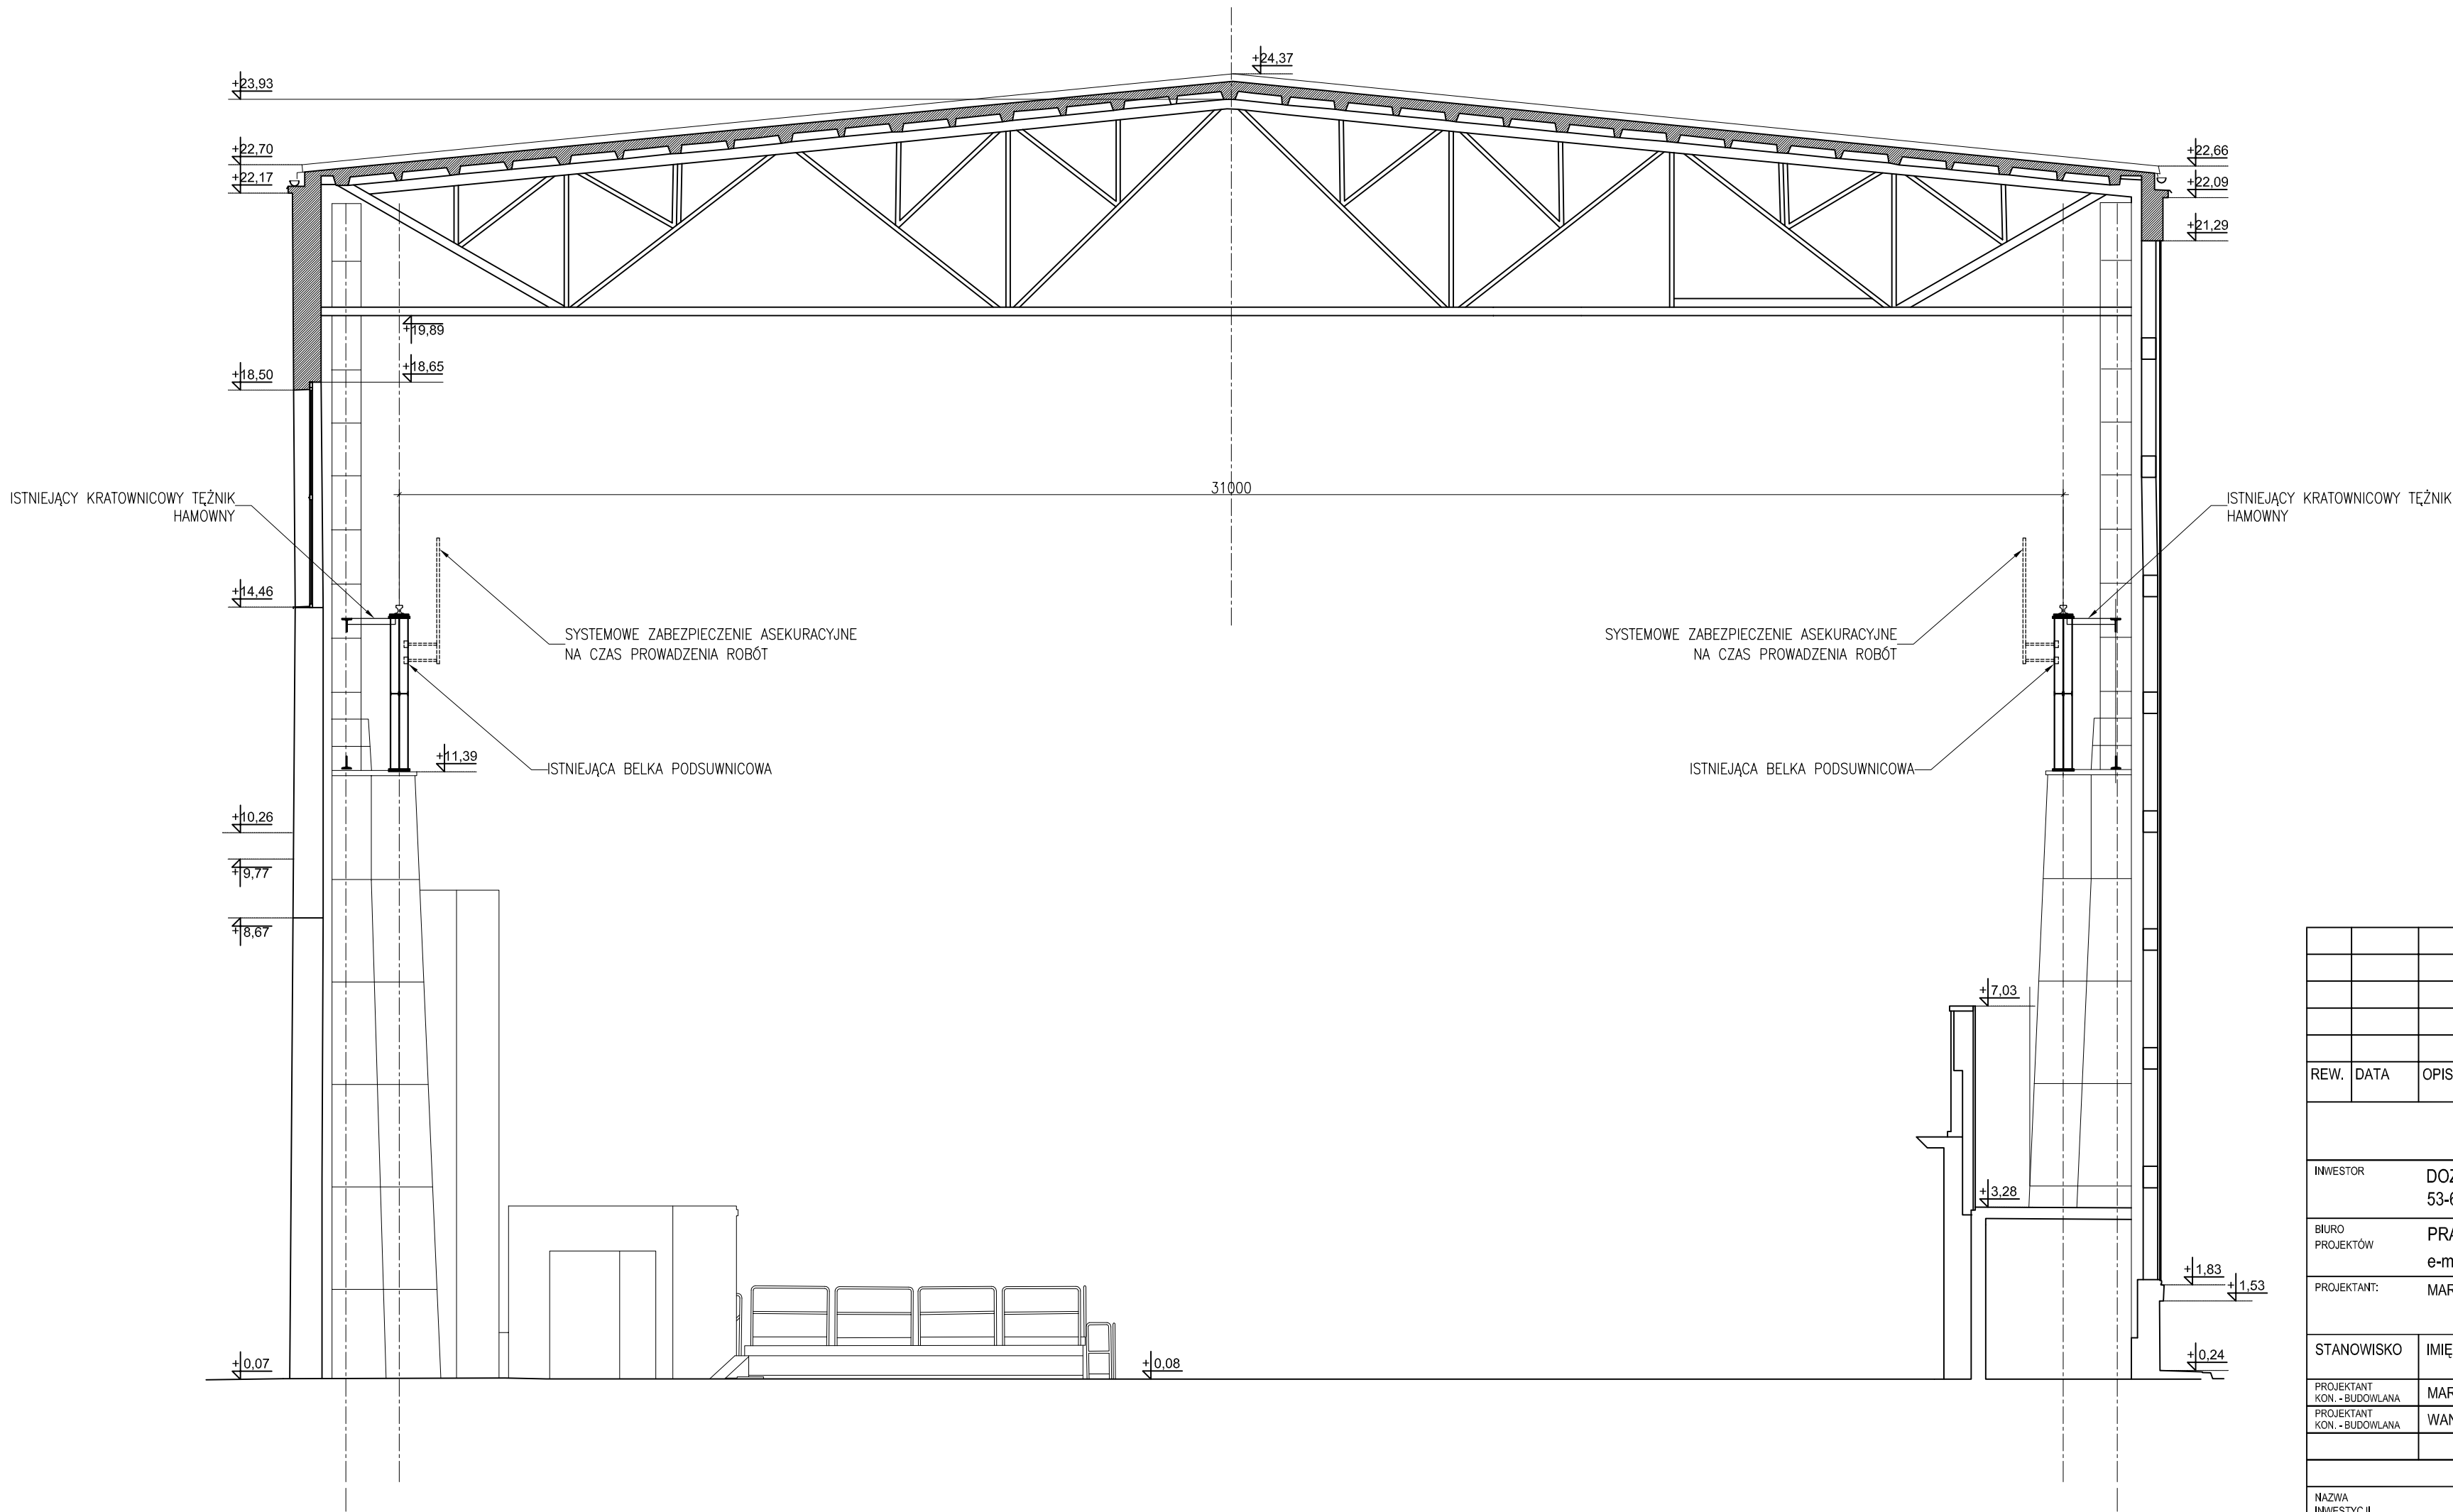 +24,37
+23,93
+22,70
+22,17
+22,66
+22,09
+21,29
+19,89
+18,65
+18,50
31000
ISTNIEJĄCY KRATOWNICOWY TĘŻNIK
HAMOWNY
ISTNIEJĄCY KRATOWNICOWY TĘŻNIK
HAMOWNY
+14,46
SYSTEMOWE ZABEZPIECZENIE ASEKURACYJNE
NA CZAS PROWADZENIA ROBÓT
SYSTEMOWE ZABEZPIECZENIE ASEKURACYJNE
NA CZAS PROWADZENIA ROBÓT
+11,39
ISTNIEJĄCA BELKA PODSUWNICOWA
ISTNIEJĄCA BELKA PODSUWNICOWA
+10,26
+9,77
+8,67
+7,03
+3,28
+1,83
+1,53
+0,07
+0,08
+0,24
REW. DATA OPIS
INWESTOR
DOZ
53-6
BIURO
PROJEKTÓW
PRA
e-m
PROJEKTANT:
MAR
STANOWISKO IMIĘ
PROJEKTANT
KON. - BUDOWLANA
MAR
PROJEKTANT
KON. - BUDOWLANA
WAN
NAZWA
INWESTYCJI